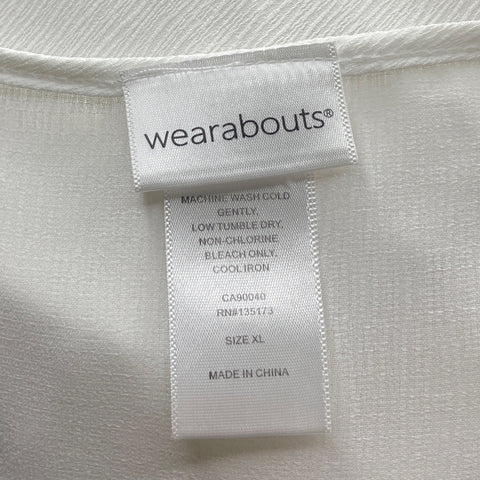 wearabouts®
MACHINE WASH COLD
GENTLY,
LOW TUMBLE DRY,
NON-CHLORINE
BLEACH ONLY,
COOL IRON
CA90040
RN#135173
SIZE XL
MADE IN CHINA